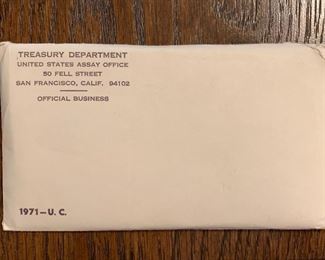 TREASURY DEPARTMENT
UNITED STATES ASSAY OFFICE
50 FELL STREET
SAN FRANCISCO, CALIF. 94102
OFFICIAL BUSINESS
1971—U. C.